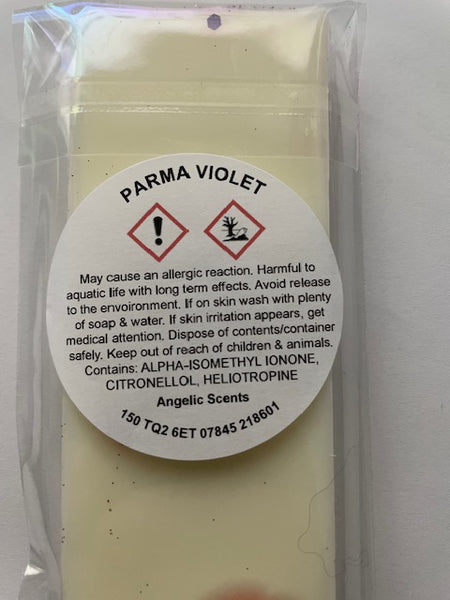 PARMA VIOLET
May cause an allergic reaction. Harmful to
aquatic life with long term effects. Avoid release
to the envoironment. If on skin wash with plenty
of soap & water. If skin irritation appears, get
medical attention. Dispose of contents/container
safely. Keep out of reach of children & animals.
Contains: ALPHA-ISOMETHYL IONONE,
CITRONELLOL, HELIOTROPINE
Angelic Scents
150 TQ2 6ET 07845 218601